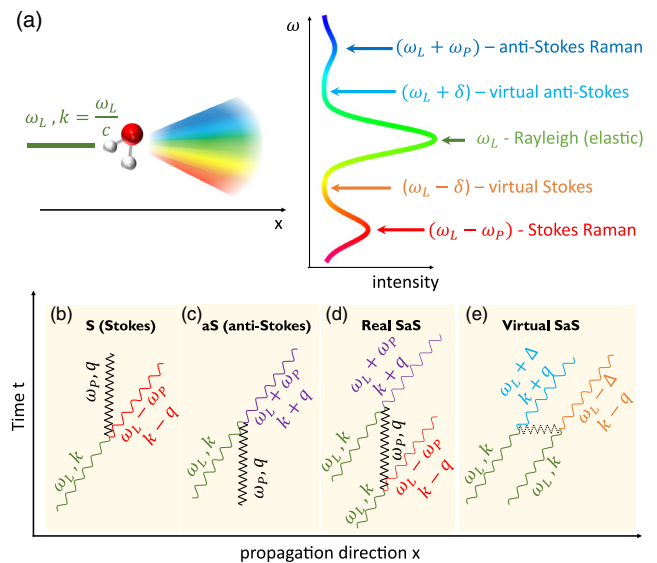 (a)
ω_L , k = ω_L / c
x
ω
(ω_L + ω_P) – anti-Stokes Raman
(ω_L + δ) – virtual anti-Stokes
ω_L - Rayleigh (elastic)
(ω_L − δ) – virtual Stokes
(ω_L − ω_P) - Stokes Raman
intensity
Time t
(b)
S (Stokes)
ω_P, q
ω_L − ω_P
k − q
ω_L, k
(c)
aS (anti-Stokes)
ω_L + ω_P
k + q
ω_L, k
ω_P, q
(d)
Real SaS
ω_L + ω_P
k + q
ω_L, k
ω_P, q
ω_L − ω_P
k − q
ω_L, k
(e)
Virtual SaS
ω_L + Δ
k + q
ω_L − Δ
k − q
ω_L, k
ω_L, k
propagation direction x